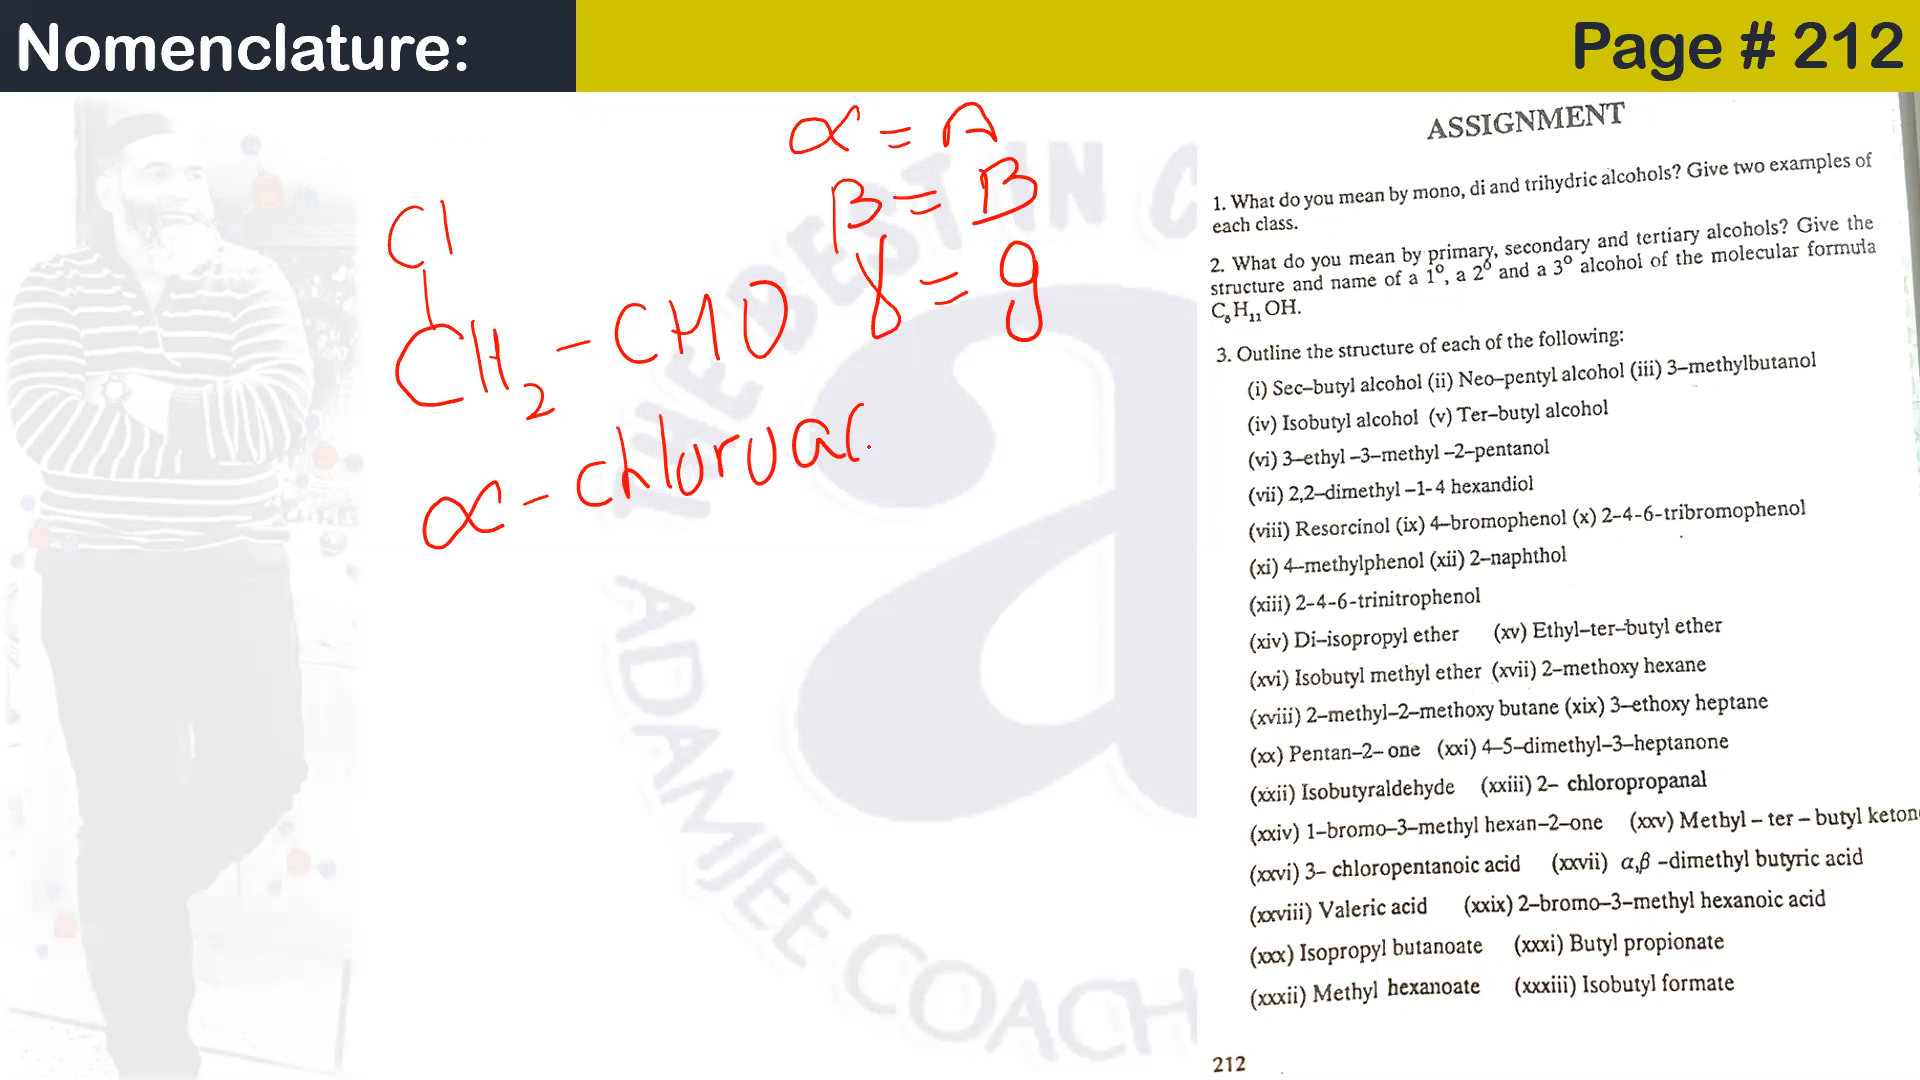 Nomenclature:
Page # 212
α = A
β = B
γ = g
Cl
CH2 - CHO
α - chloroac
THE BEST IN C
ADAMJEE COACH
ASSIGNMENT
1. What do you mean by mono, di and trihydric alcohols? Give two examples of
each class.
2. What do you mean by primary, secondary and tertiary alcohols? Give the
structure and name of a 1°, a 2° and a 3° alcohol of the molecular formula
C5H11 OH.
3. Outline the structure of each of the following:
(i) Sec–butyl alcohol (ii) Neo–pentyl alcohol (iii) 3–methylbutanol
(iv) Isobutyl alcohol (v) Ter–butyl alcohol
(vi) 3–ethyl –3–methyl –2–pentanol
(vii) 2,2–dimethyl –1- 4 hexandiol
(viii) Resorcinol (ix) 4–bromophenol (x) 2-4-6-tribromophenol
(xi) 4–methylphenol (xii) 2–naphthol
(xiii) 2-4-6-trinitrophenol
(xiv) Di–isopropyl ether (xv) Ethyl–ter–butyl ether
(xvi) Isobutyl methyl ether (xvii) 2–methoxy hexane
(xviii) 2–methyl–2–methoxy butane (xix) 3–ethoxy heptane
(xx) Pentan–2– one (xxi) 4–5–dimethyl–3–heptanone
(xxii) Isobutyraldehyde (xxiii) 2– chloropropanal
(xxiv) 1–bromo–3–methyl hexan–2–one (xxv) Methyl – ter – butyl keton
(xxvi) 3– chloropentanoic acid (xxvii) α,β –dimethyl butyric acid
(xxviii) Valeric acid (xxix) 2–bromo–3–methyl hexanoic acid
(xxx) Isopropyl butanoate (xxxi) Butyl propionate
(xxxii) Methyl hexanoate (xxxiii) Isobutyl formate
212